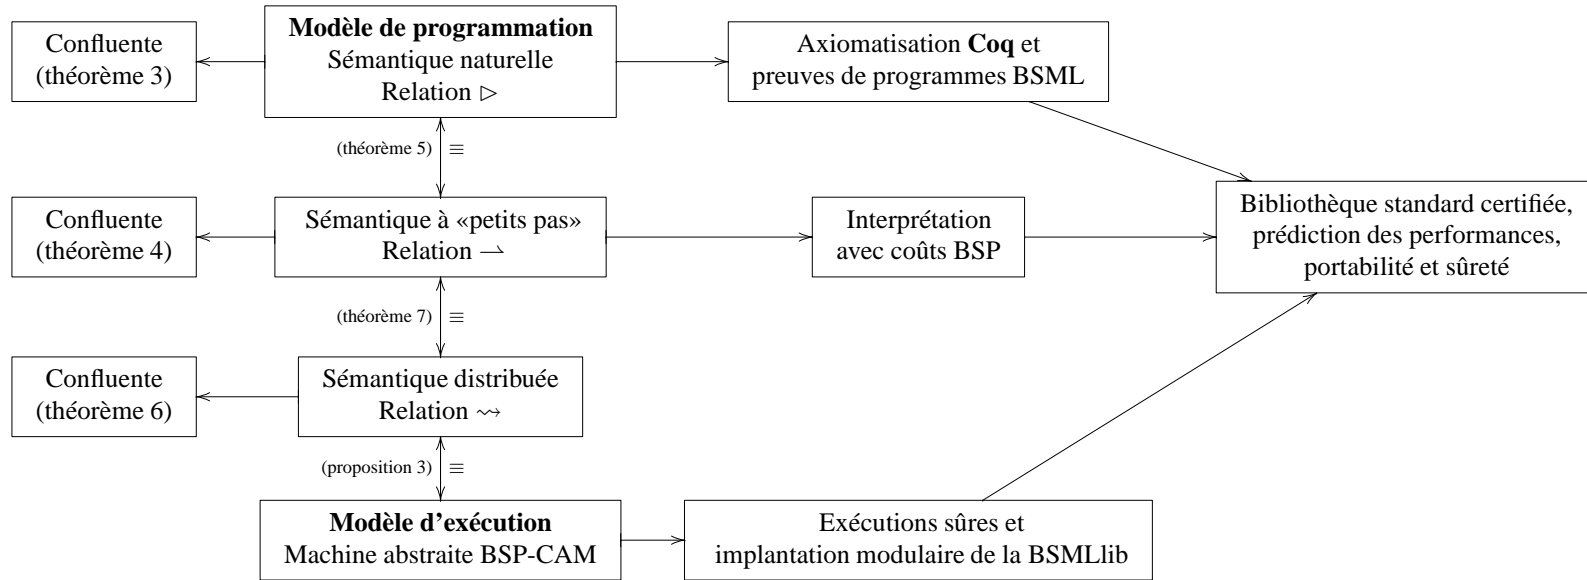 Confluente
(théorème 3)
Modèle de programmation
Sémantique naturelle
Relation ▷
Axiomatisation Coq et
preuves de programmes BSML
(théorème 5) ≡
Confluente
(théorème 4)
Sémantique à «petits pas»
Relation ⇀
Interprétation
avec coûts BSP
Bibliothèque standard certifiée,
prédiction des performances,
portabilité et sûreté
(théorème 7) ≡
Confluente
(théorème 6)
Sémantique distribuée
Relation ⇝
(proposition 3) ≡
Modèle d'exécution
Machine abstraite BSP-CAM
Exécutions sûres et
implantation modulaire de la BSMLlib